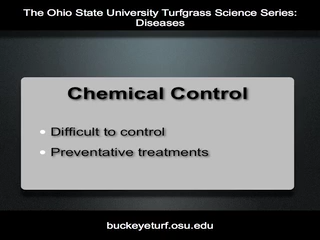 The Ohio State University Turfgrass Science Series:
Diseases
Chemical Control
• Difficult to control
• Preventative treatments
buckeyeturf.osu.edu